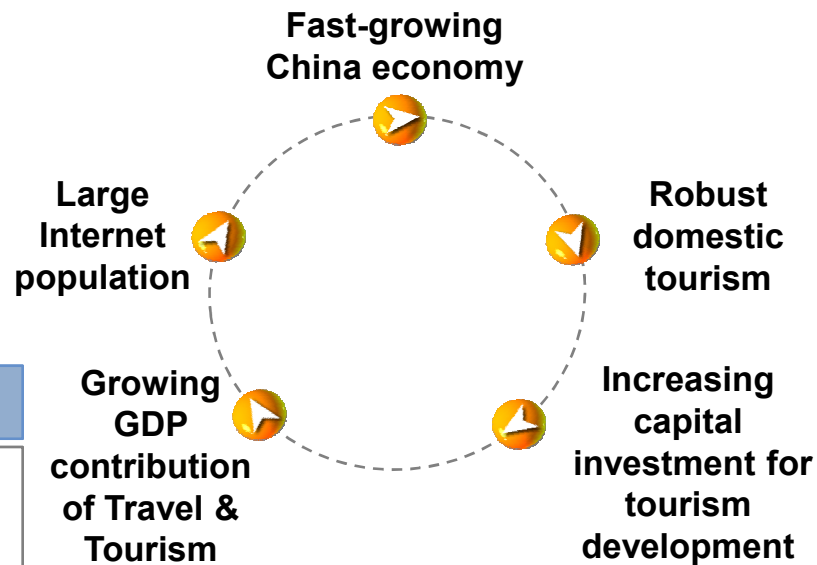 Fast-growing
China economy
Large
Internet
population
Robust
domestic
tourism
Growing
GDP
contribution
of Travel &
Tourism
Increasing
capital
investment for
tourism
development